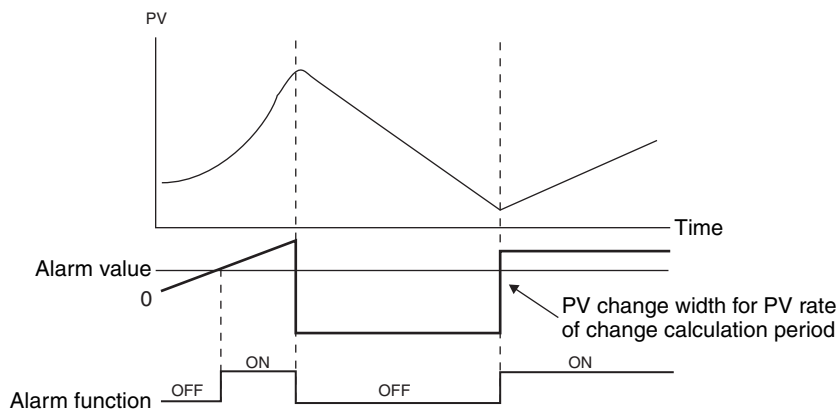 PV
Time
Alarm value
0
PV change width for PV rate
of change calculation period
ON
ON
OFF
OFF
Alarm function